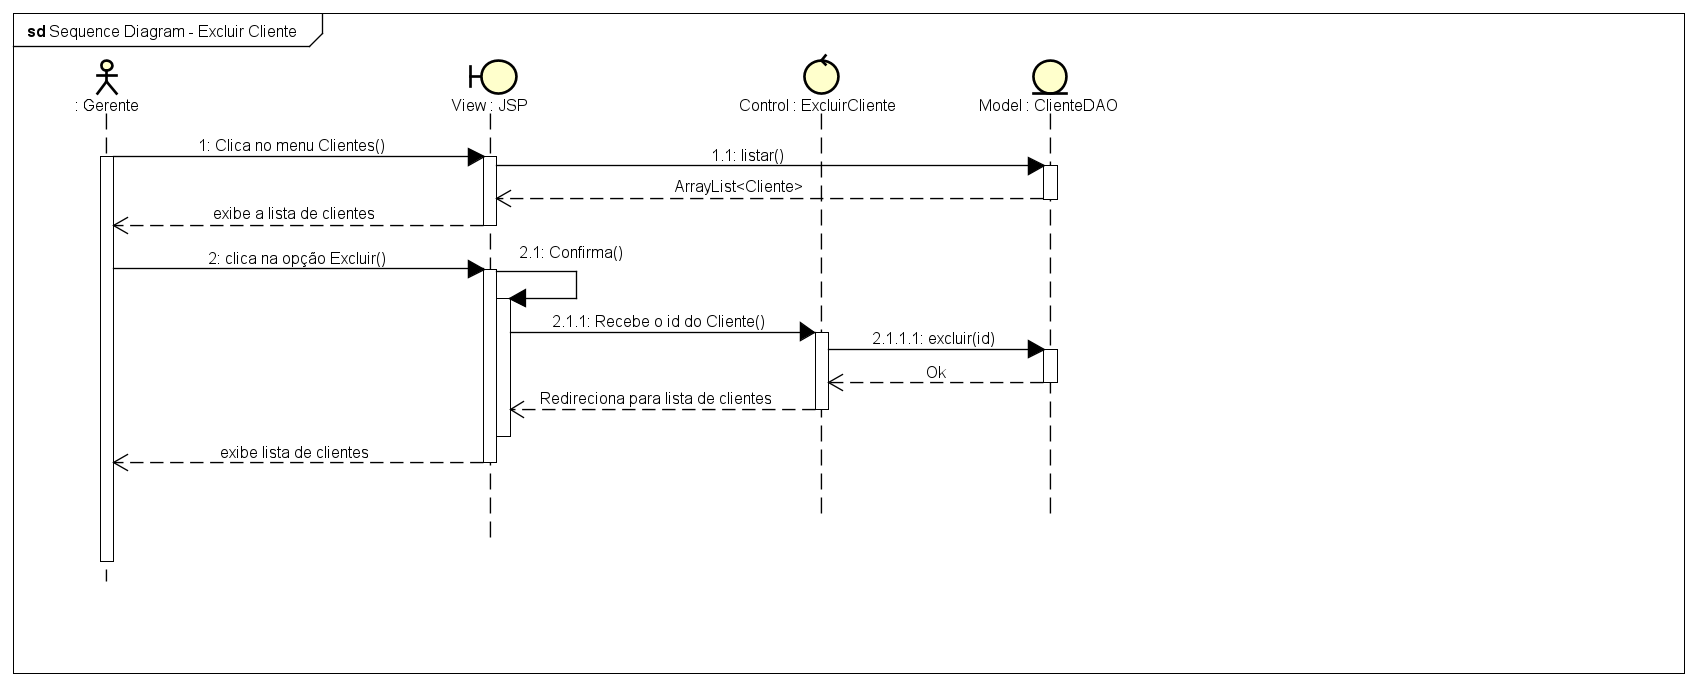 sd Sequence Diagram - Excluir Cliente
: Gerente
View : JSP
Control : ExcluirCliente
Model : ClienteDAO
1: Clica no menu Clientes()
1.1: listar()
ArrayList<Cliente>
exibe a lista de clientes
2.1: Confirma()
2: clica na opção Excluir()
2.1.1: Recebe o id do Cliente()
2.1.1.1: excluir(id)
Ok
Redireciona para lista de clientes
exibe lista de clientes